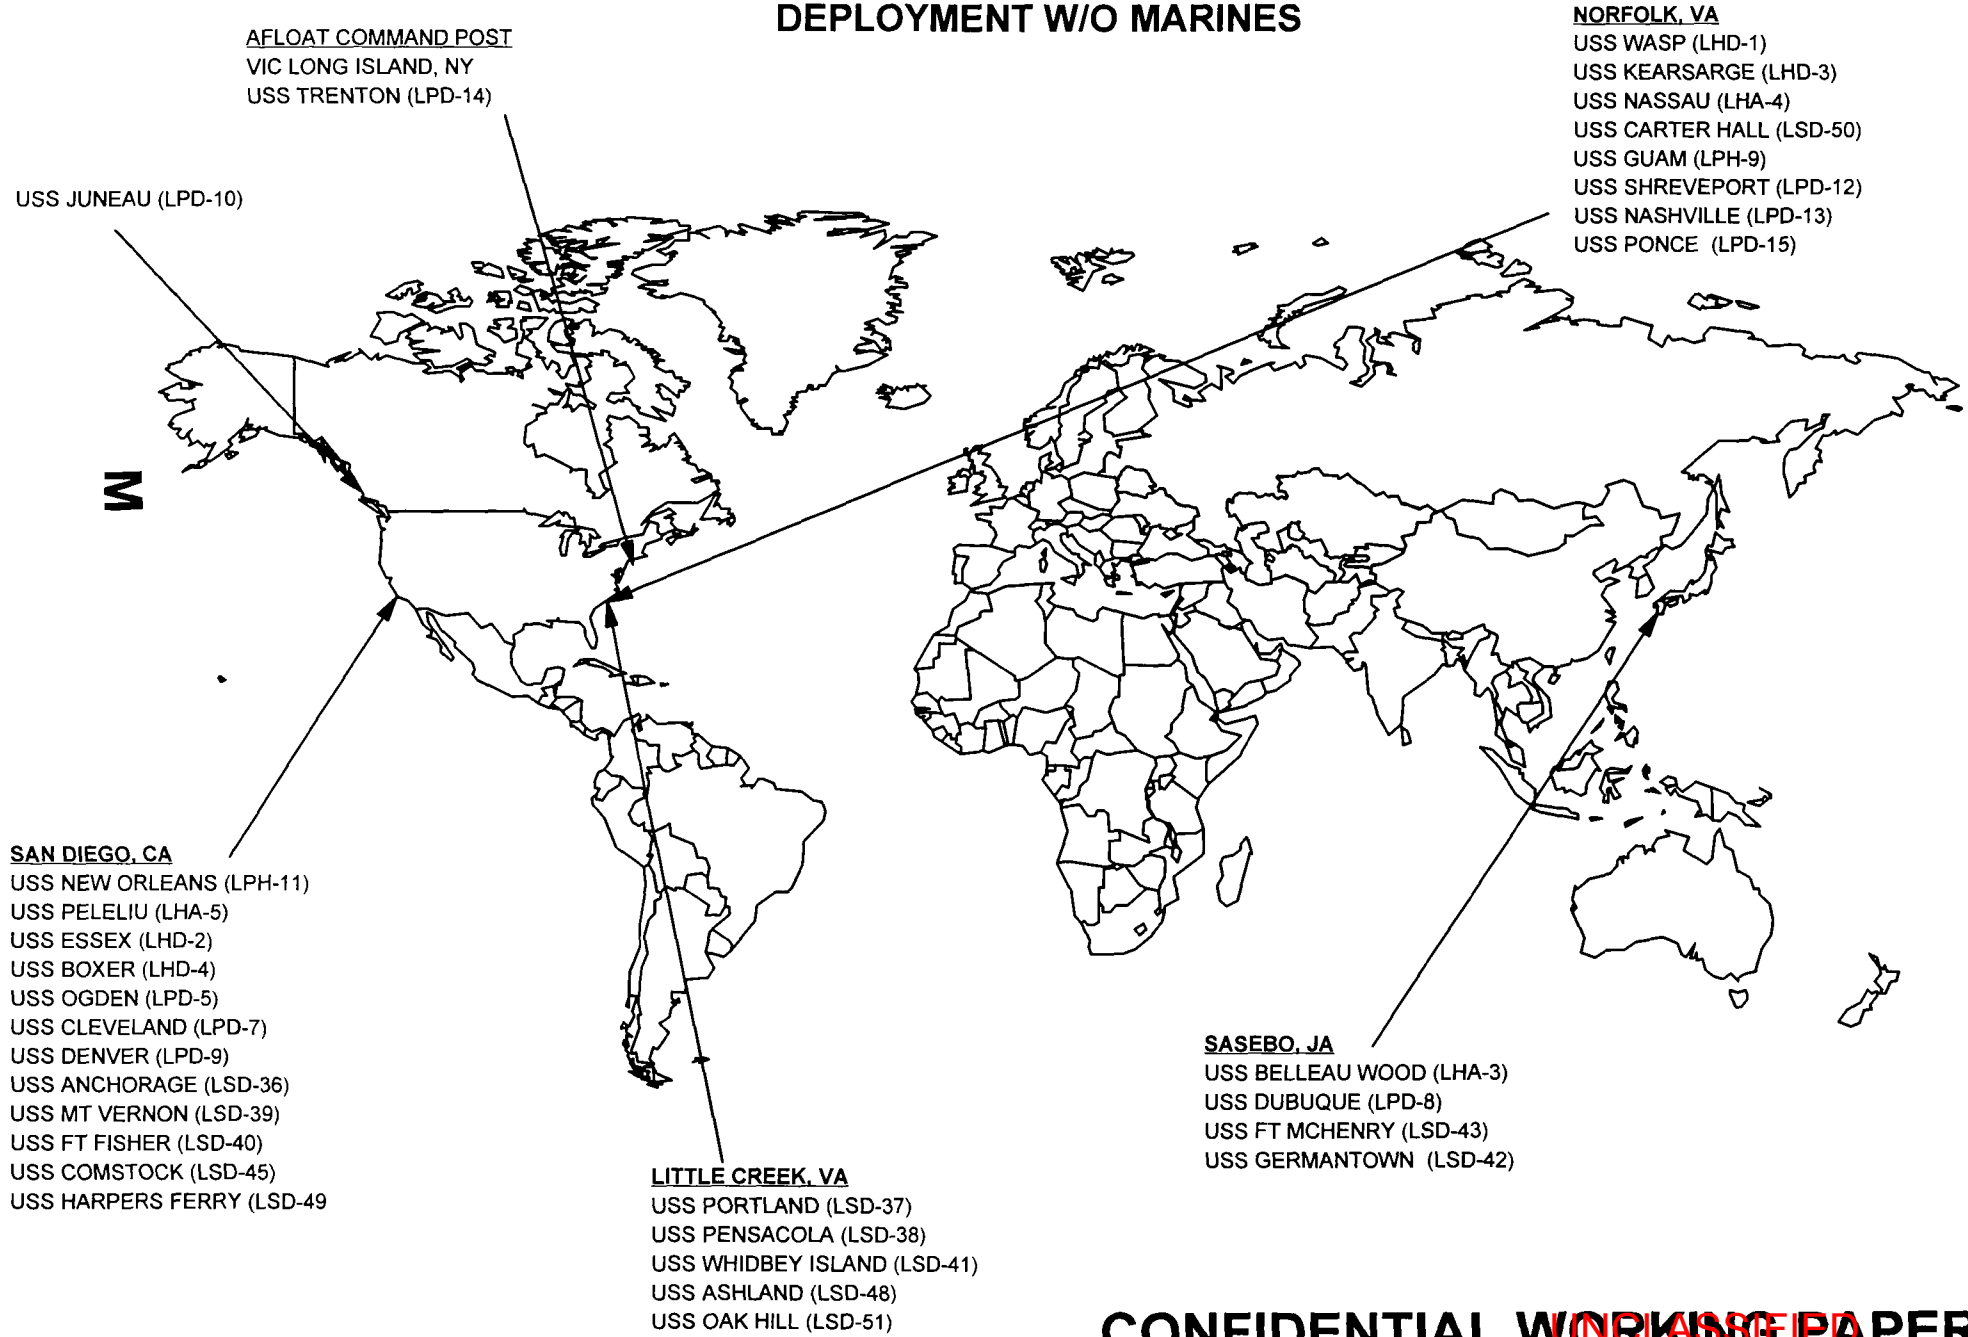 DEPLOYMENT W/O MARINES
AFLOAT COMMAND POST
VIC LONG ISLAND, NY
USS TRENTON (LPD-14)
NORFOLK, VA
USS WASP (LHD-1)
USS KEARSARGE (LHD-3)
USS NASSAU (LHA-4)
USS CARTER HALL (LSD-50)
USS GUAM (LPH-9)
USS SHREVEPORT (LPD-12)
USS NASHVILLE (LPD-13)
USS PONCE (LPD-15)
USS JUNEAU (LPD-10)
M
SAN DIEGO, CA
USS NEW ORLEANS (LPH-11)
USS PELELIU (LHA-5)
USS ESSEX (LHD-2)
USS BOXER (LHD-4)
USS OGDEN (LPD-5)
USS CLEVELAND (LPD-7)
USS DENVER (LPD-9)
USS ANCHORAGE (LSD-36)
USS MT VERNON (LSD-39)
USS FT FISHER (LSD-40)
USS COMSTOCK (LSD-45)
USS HARPERS FERRY (LSD-49
LITTLE CREEK, VA
USS PORTLAND (LSD-37)
USS PENSACOLA (LSD-38)
USS WHIDBEY ISLAND (LSD-41)
USS ASHLAND (LSD-48)
USS OAK HILL (LSD-51)
SASEBO, JA
USS BELLEAU WOOD (LHA-3)
USS DUBUQUE (LPD-8)
USS FT MCHENRY (LSD-43)
USS GERMANTOWN (LSD-42)
CONFIDENTIAL WORKING PAPER
UNCLASSIFIED